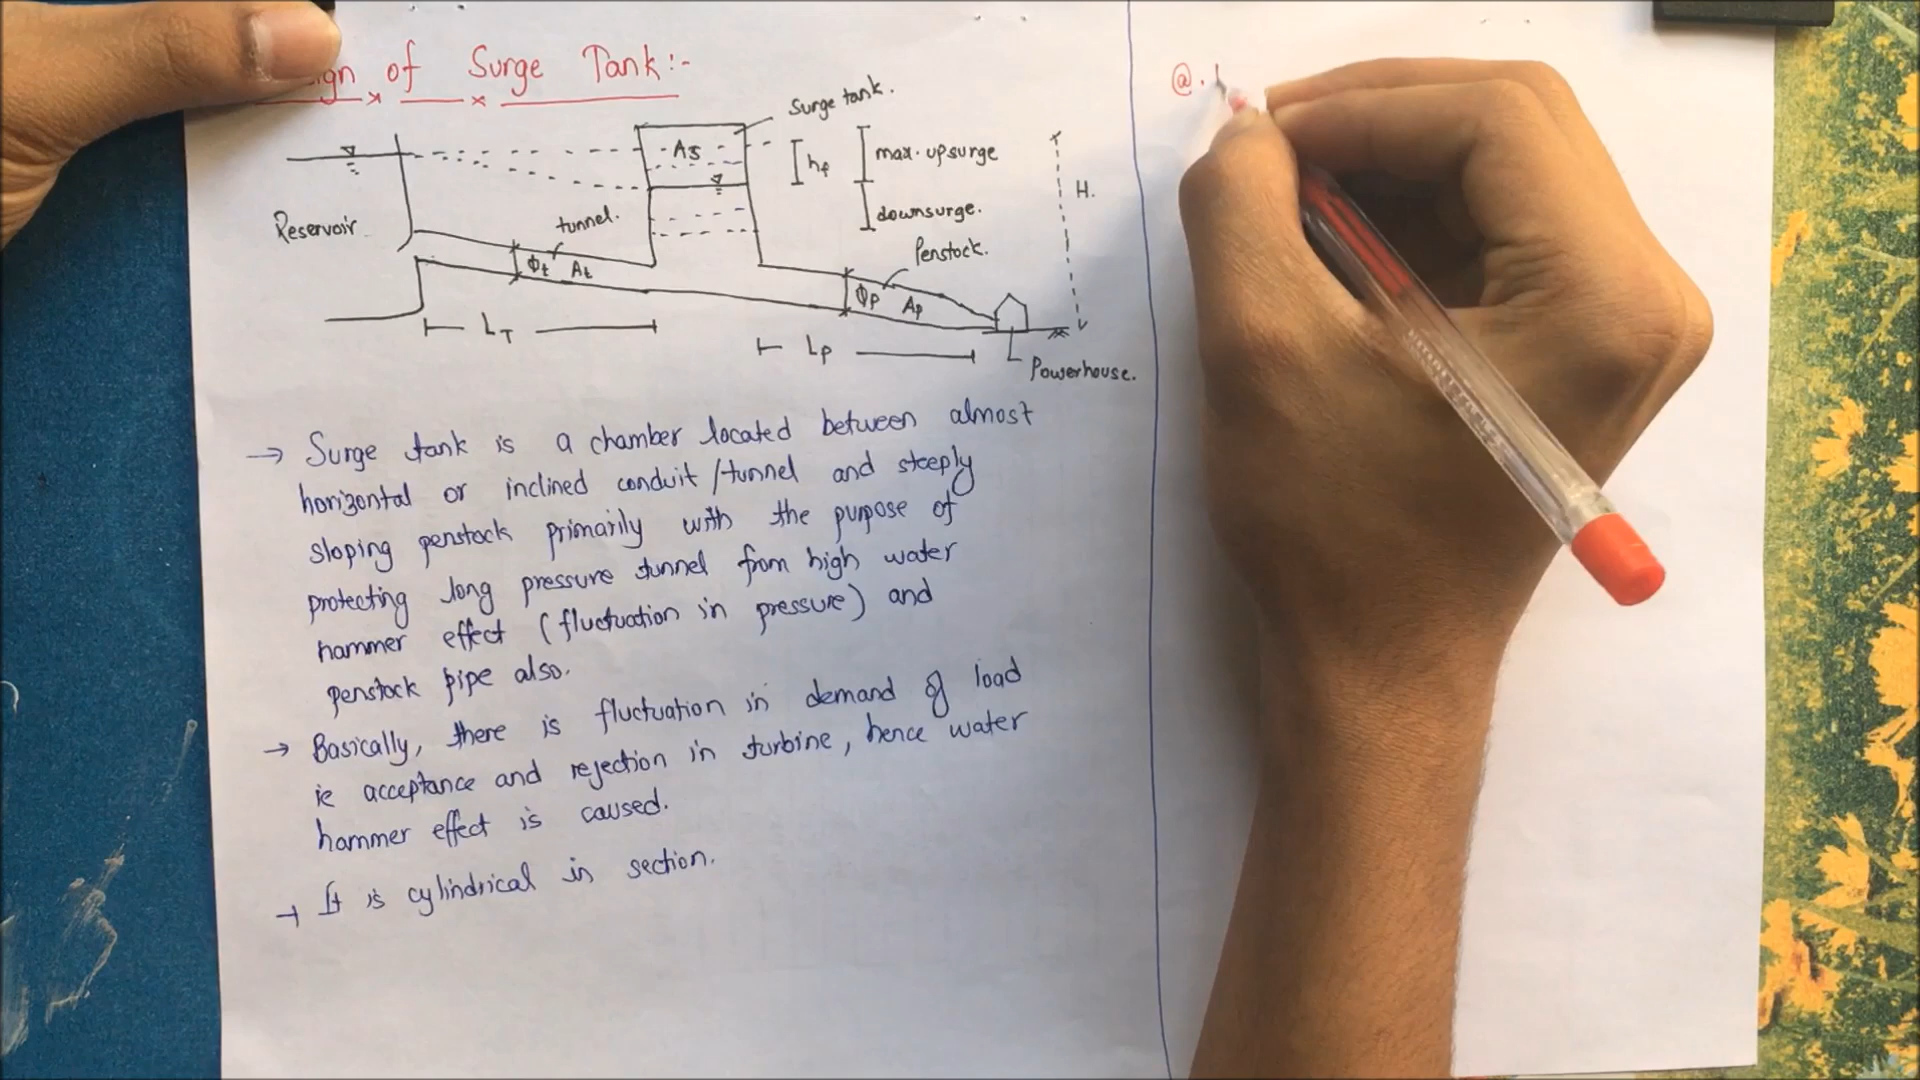 ign of Surge Tank:-
Surge tank.
As
hf
max. upsurge
downsurge.
H.
Reservoir
tunnel.
Φt At
Penstock.
Φp Ap
LT
Lp
Powerhouse.
→ Surge tank is a chamber located between almost
horizontal or inclined conduit /tunnel and steeply
sloping penstock primarily with the purpose of
protecting long pressure tunnel from high water
hammer effect (fluctuation in pressure) and
penstock pipe also.
→ Basically, there is fluctuation in demand of load
ie acceptance and rejection in turbine, hence water
hammer effect is caused.
→ It is cylindrical in section.
@.